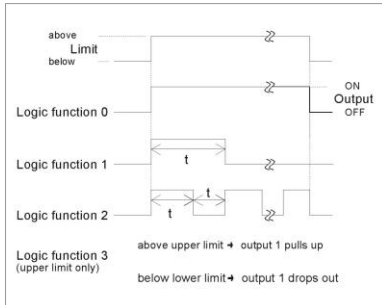 above
Limit
below
ON
Output
OFF
Logic function 0
Logic function 1
t
t
Logic function 2
t
Logic function 3
(upper limit only)
above upper limit → output 1 pulls up
below lower limit → output 1 drops out